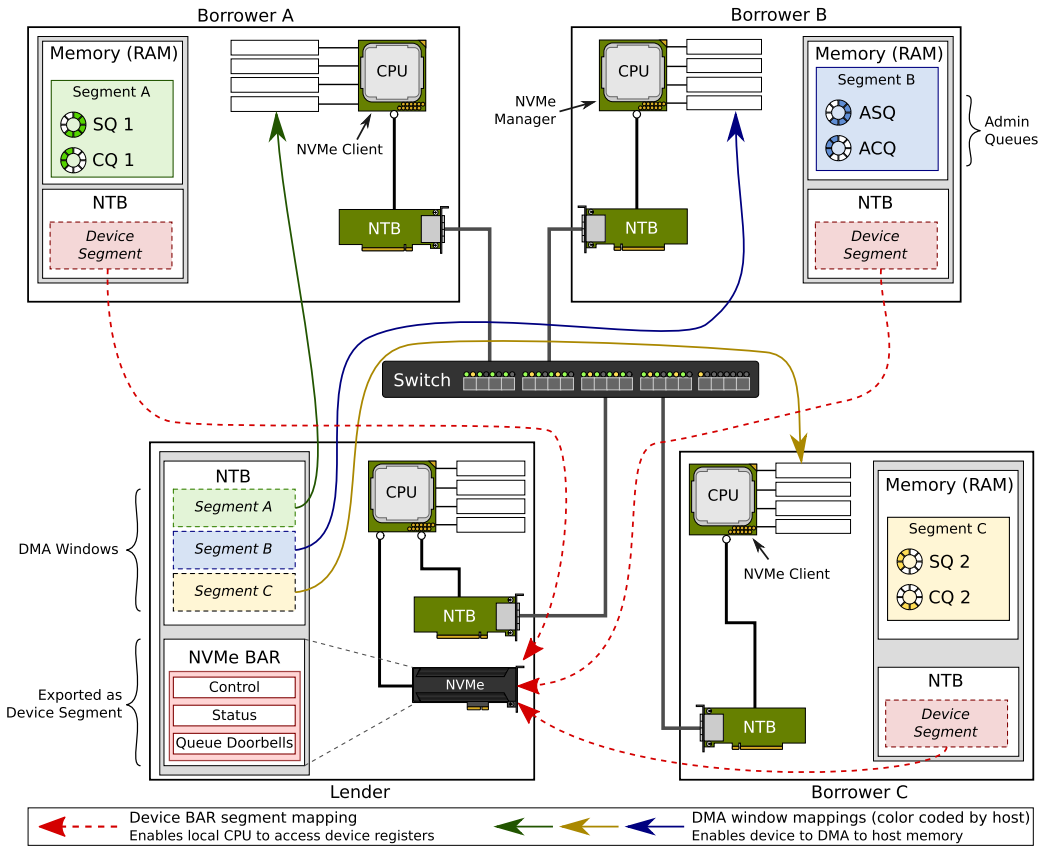 Borrower A
Memory (RAM)
Segment A
SQ 1
CQ 1
NTB
Device
Segment
CPU
NVMe Client
NTB
Borrower B
CPU
NVMe
Manager
NTB
Memory (RAM)
Segment B
ASQ
ACQ
Admin
Queues
NTB
Device
Segment
Switch
NTB
Segment A
Segment B
Segment C
DMA Windows
NVMe BAR
Control
Status
Queue Doorbells
Exported as
Device Segment
CPU
NTB
NVMe
Lender
CPU
NVMe Client
NTB
Memory (RAM)
Segment C
SQ 2
CQ 2
NTB
Device
Segment
Borrower C
Device BAR segment mapping
Enables local CPU to access device registers
DMA window mappings (color coded by host)
Enables device to DMA to host memory